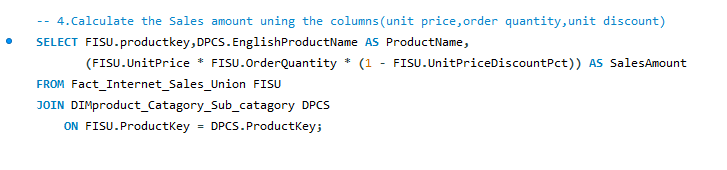 -- 4.Calculate the Sales amount uning the columns(unit price,order quantity,unit discount)
SELECT FISU.productkey,DPCS.EnglishProductName AS ProductName,
(FISU.UnitPrice * FISU.OrderQuantity * (1 - FISU.UnitPriceDiscountPct)) AS SalesAmount
FROM Fact_Internet_Sales_Union FISU
JOIN DIMproduct_Catagory_Sub_catagory DPCS
ON FISU.ProductKey = DPCS.ProductKey;